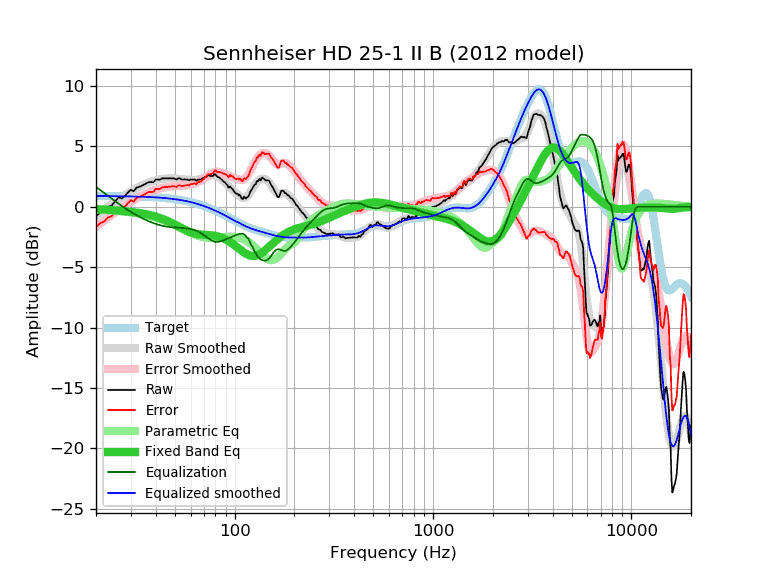 Sennheiser HD 25-1 II B (2012 model)
10
5
0
−5
−10
−15
−20
−25
Amplitude (dBr)
Target
Raw Smoothed
Error Smoothed
Raw
Error
Parametric Eq
Fixed Band Eq
Equalization
Equalized smoothed
100
1000
10000
Frequency (Hz)